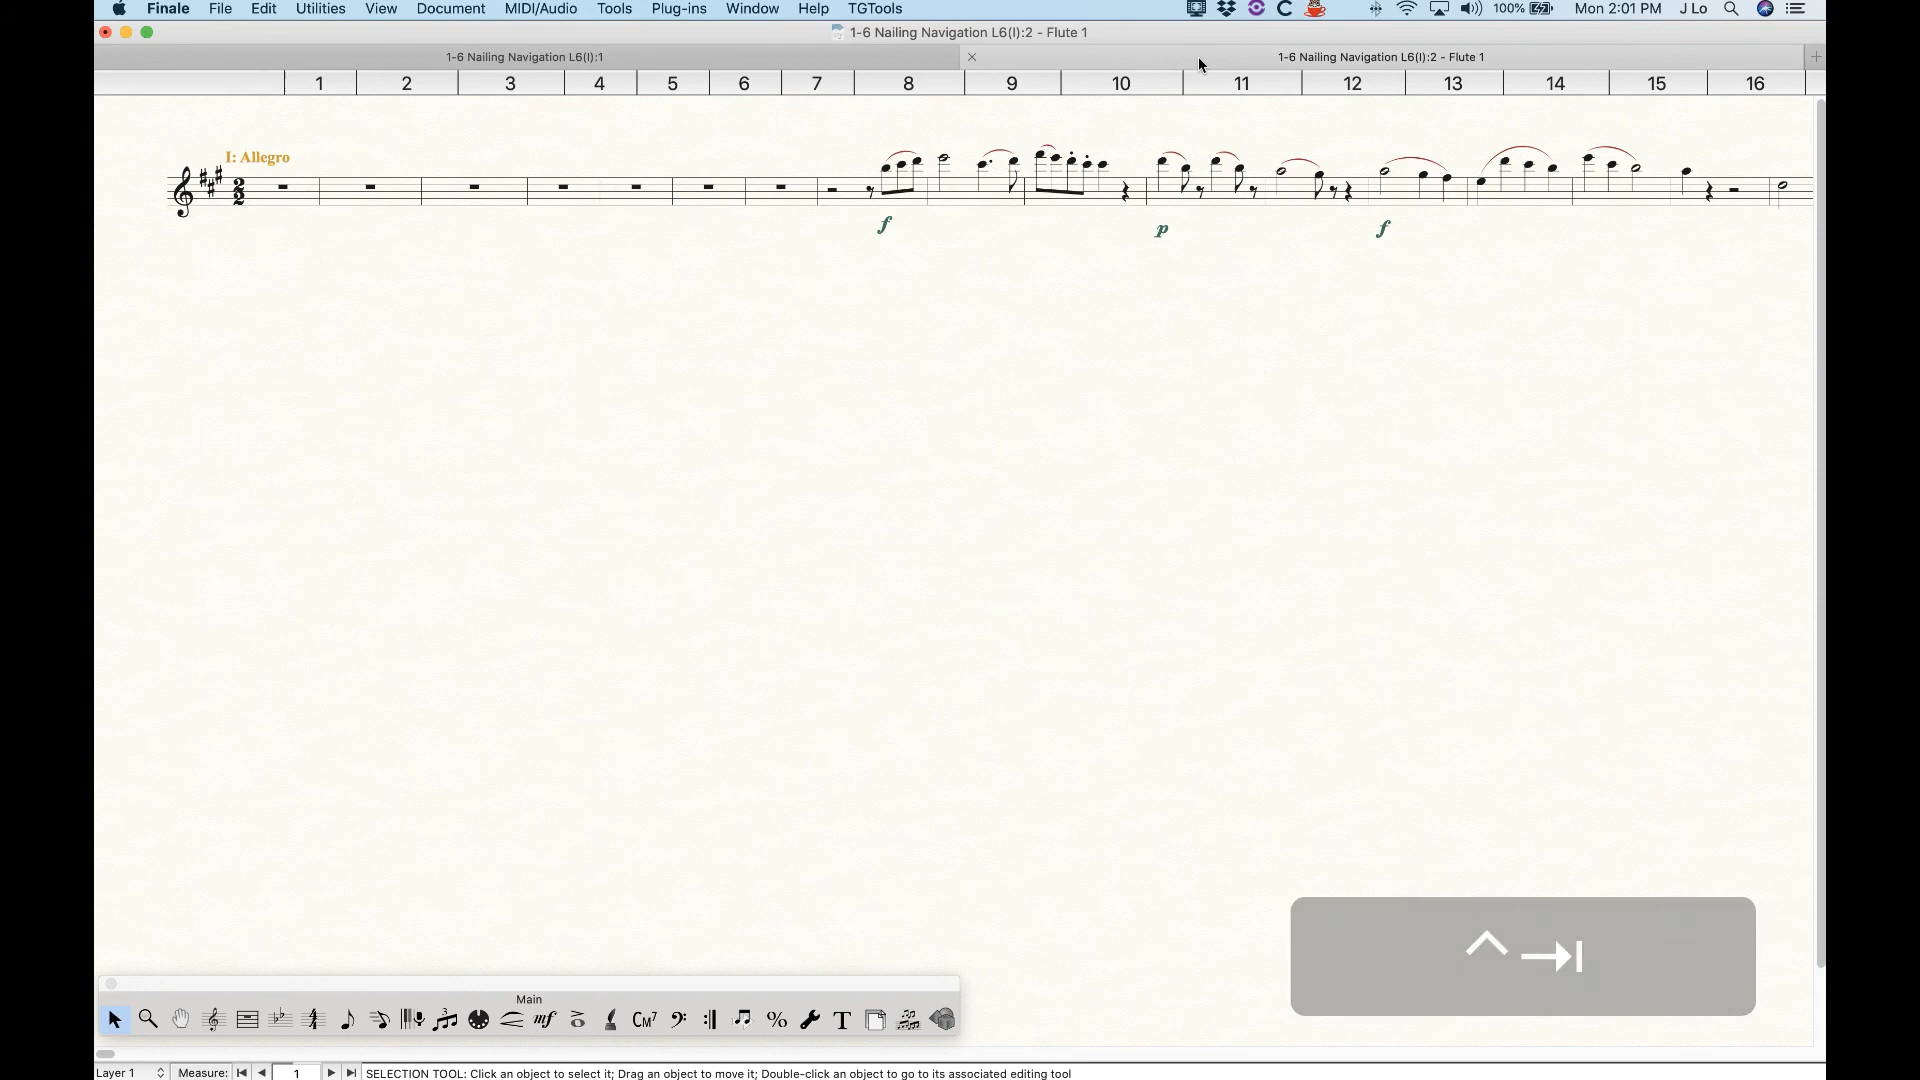 Finale File Edit Utilities View Document MIDI/Audio Tools Plug-ins Window Help TGTools 100% Mon 2:01 PM J Lo
1-6 Nailing Navigation L6(I):2 - Flute 1
1-6 Nailing Navigation L6(I):1 1-6 Nailing Navigation L6(I):2 - Flute 1
1 2 3 4 5 6 7 8 9 10 11 12 13 14 15 16
I: Allegro
2
2
f p f
Main
mf CM7 % T
Layer 1 Measure: 1 SELECTION TOOL: Click an object to select it; Drag an object to move it; Double-click an object to go to its associated editing tool